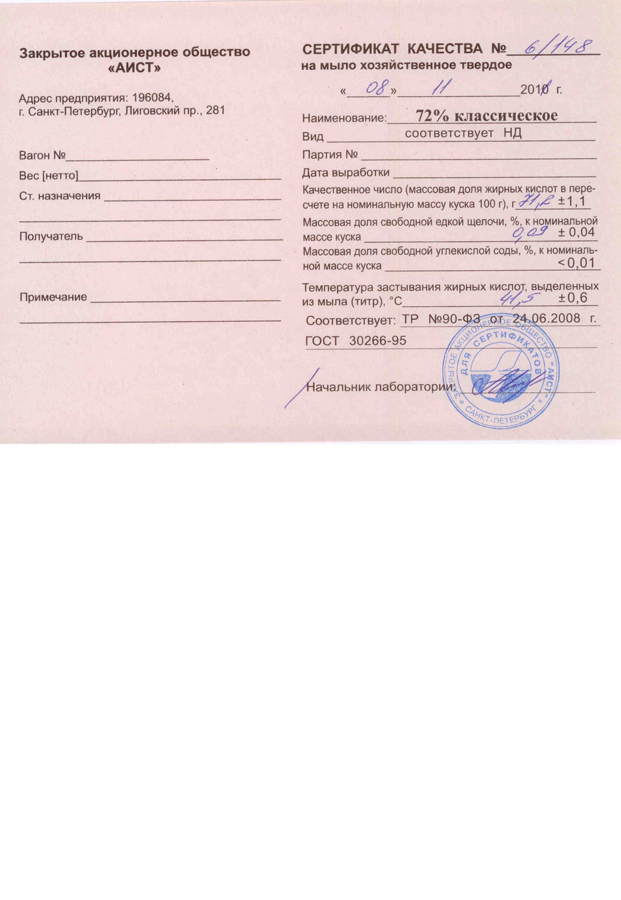 Закрытое акционерное общество
«АИСТ»
Адрес предприятия: 196084,
г. Санкт-Петербург, Лиговский пр., 281
Вагон №
Вес [нетто]
Ст. назначения
Получатель
Примечание
СЕРТИФИКАТ КАЧЕСТВА № 6/148
на мыло хозяйственное твердое
«08» 11 2011 г.
Наименование: 72% классическое
Вид соответствует НД
Партия №
Дата выработки
Качественное число (массовая доля жирных кислот в пере-
счете на номинальную массу куска 100 г), г 71,2 ±1,1
Массовая доля свободной едкой щелочи, %, к номинальной
массе куска 0,09 ± 0,04
Массовая доля свободной углекислой соды, %, к номиналь-
ной массе куска <0,01
Температура застывания жирных кислот, выделенных
из мыла (титр), °С 41,5 ±0,6
Соответствует: ТР №90-ФЗ от 24.06.2008 г.
ГОСТ 30266-95
Начальник лаборатории:
ЗАКРЫТОЕ АКЦИОНЕРНОЕ ОБЩЕСТВО «АИСТ»
* САНКТ-ПЕТЕРБУРГ *
ДЛЯ СЕРТИФИКАТОВ